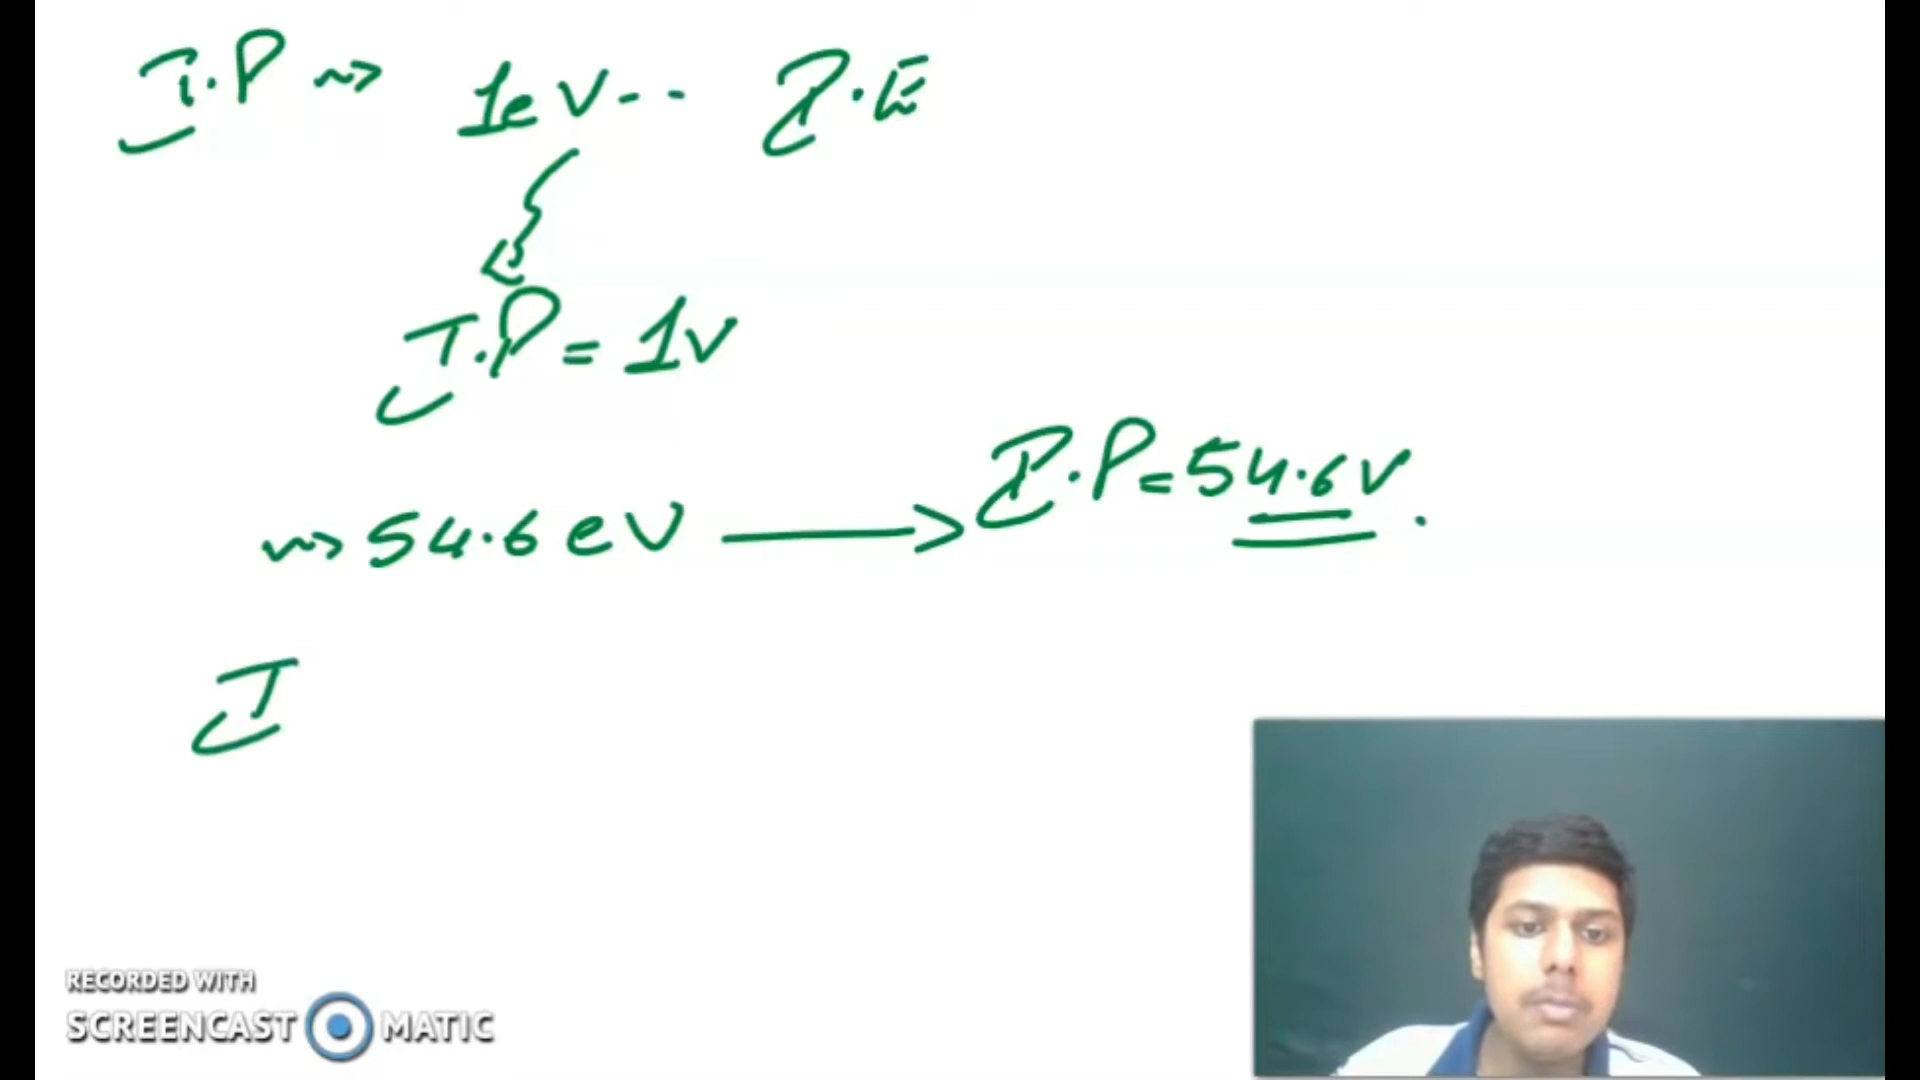 I.P ⇝ 1eV-- I.E
I.P = 1V
⇝ 54.6 eV ⟶ I.P = 54.6V.
I
RECORDED WITH
SCREENCAST MATIC